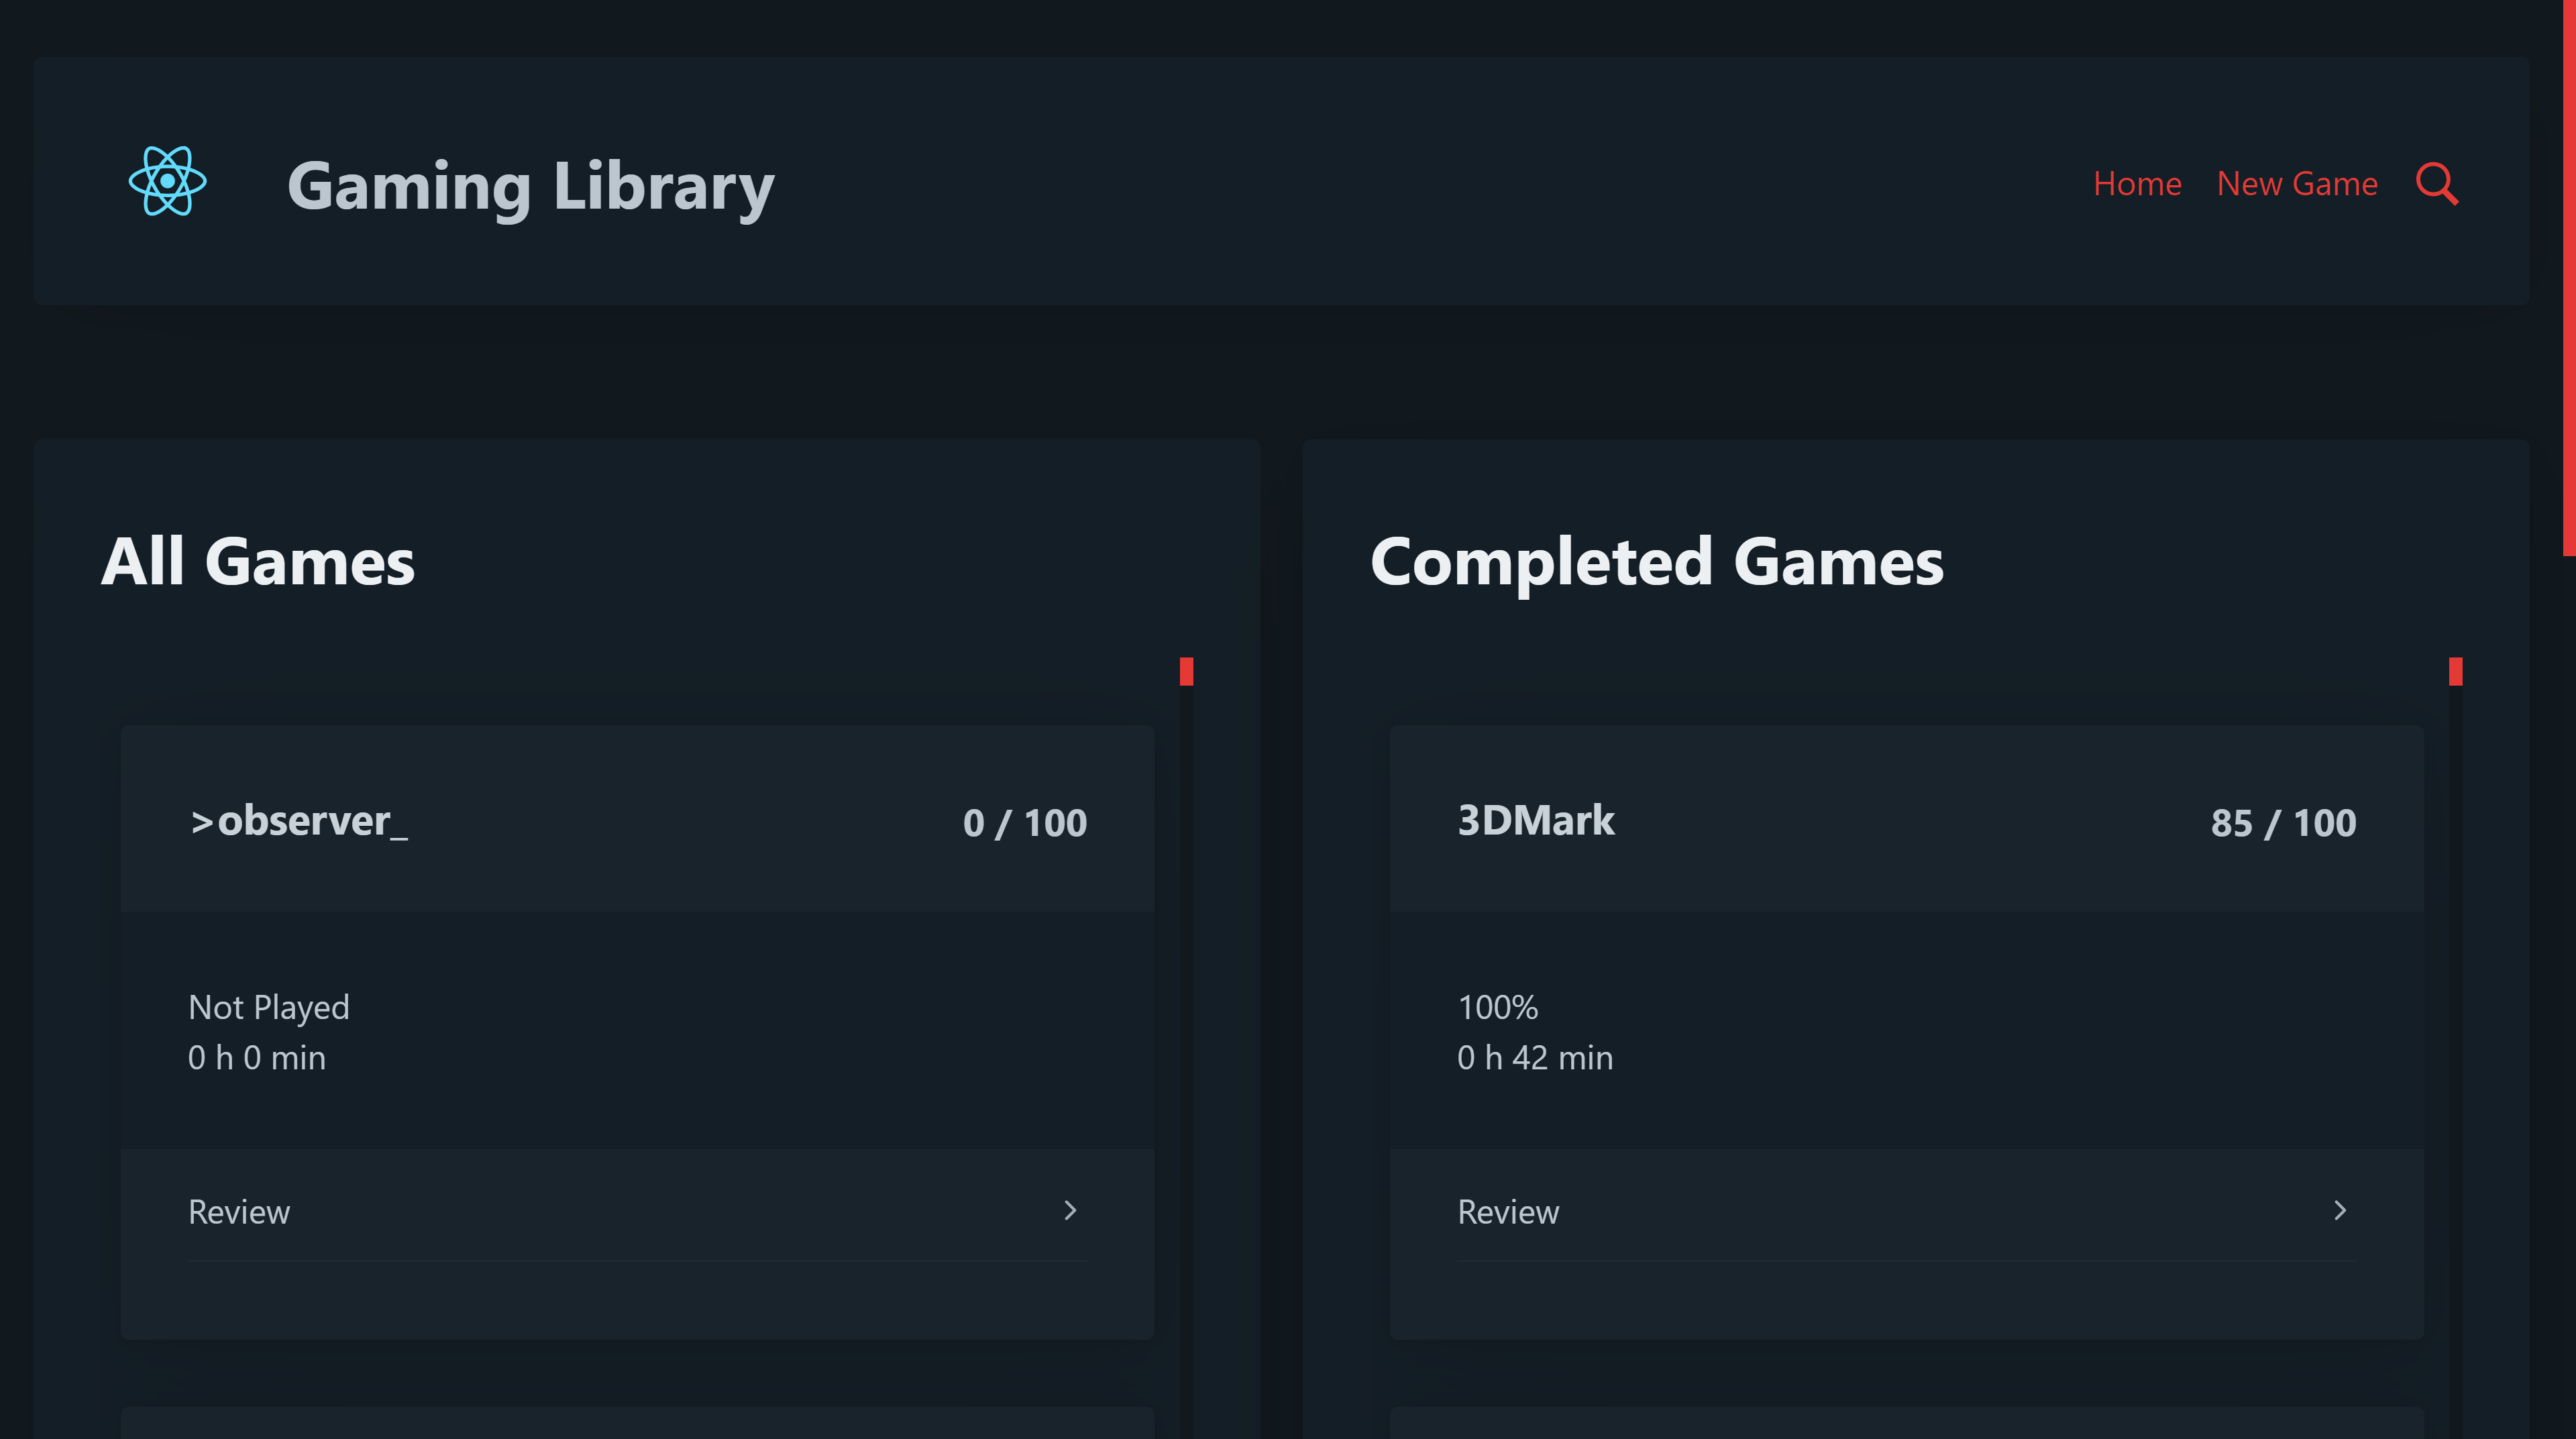 Gaming Library
Home New Game
All Games
>observer_ 0 / 100
Not Played
0 h 0 min
Review
Completed Games
3DMark 85 / 100
100%
0 h 42 min
Review